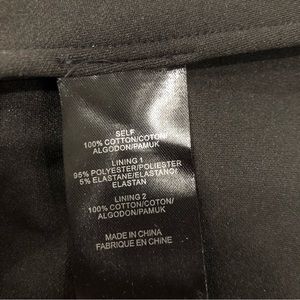 SELF
100% COTTON/COTON/
ALGODON/PAMUK
LINING 1
95% POLYESTER/POLIESTER
5% ELASTANE/ELASTANO/
ELASTAN
LINING 2
100% COTTON/COTON/
ALGODON/PAMUK
MADE IN CHINA
FABRIQUE EN CHINE